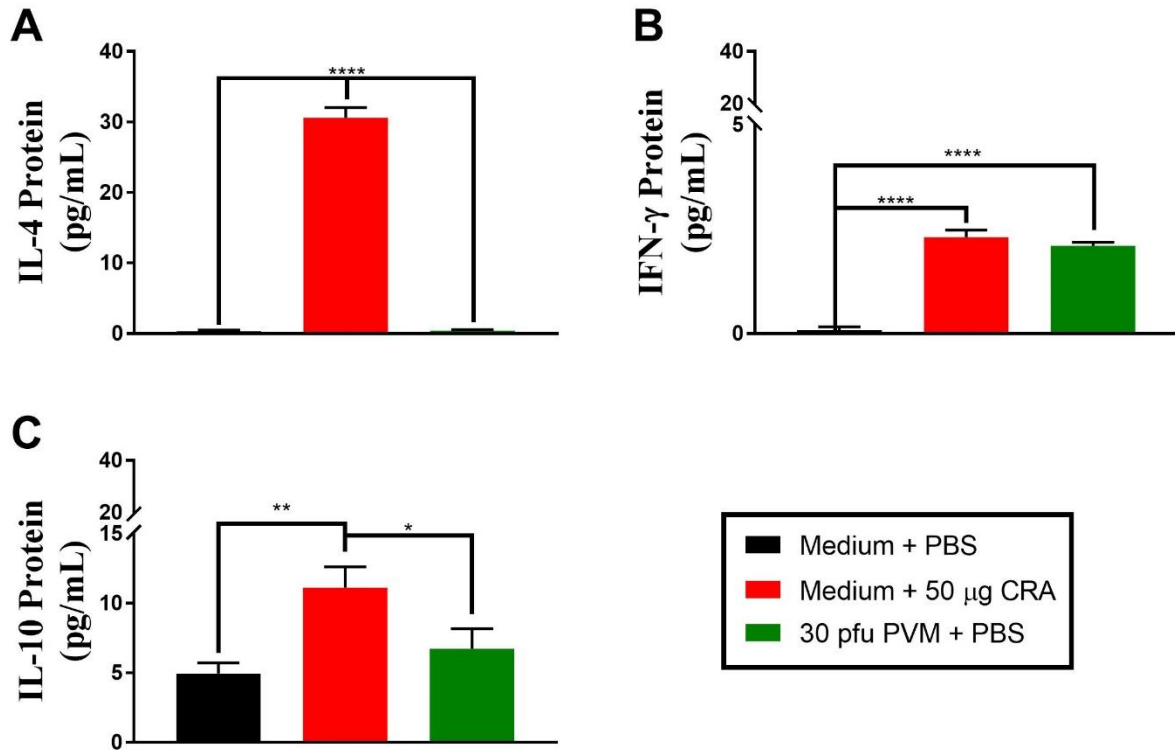 A
IL-4 Protein
(pg/mL)
40
30
20
10
0
****
B
IFN-γ Protein
(pg/mL)
40
20
5
0
****
****
C
IL-10 Protein
(pg/mL)
40
20
15
10
5
0
**
*
Medium + PBS
Medium + 50 μg CRA
30 pfu PVM + PBS